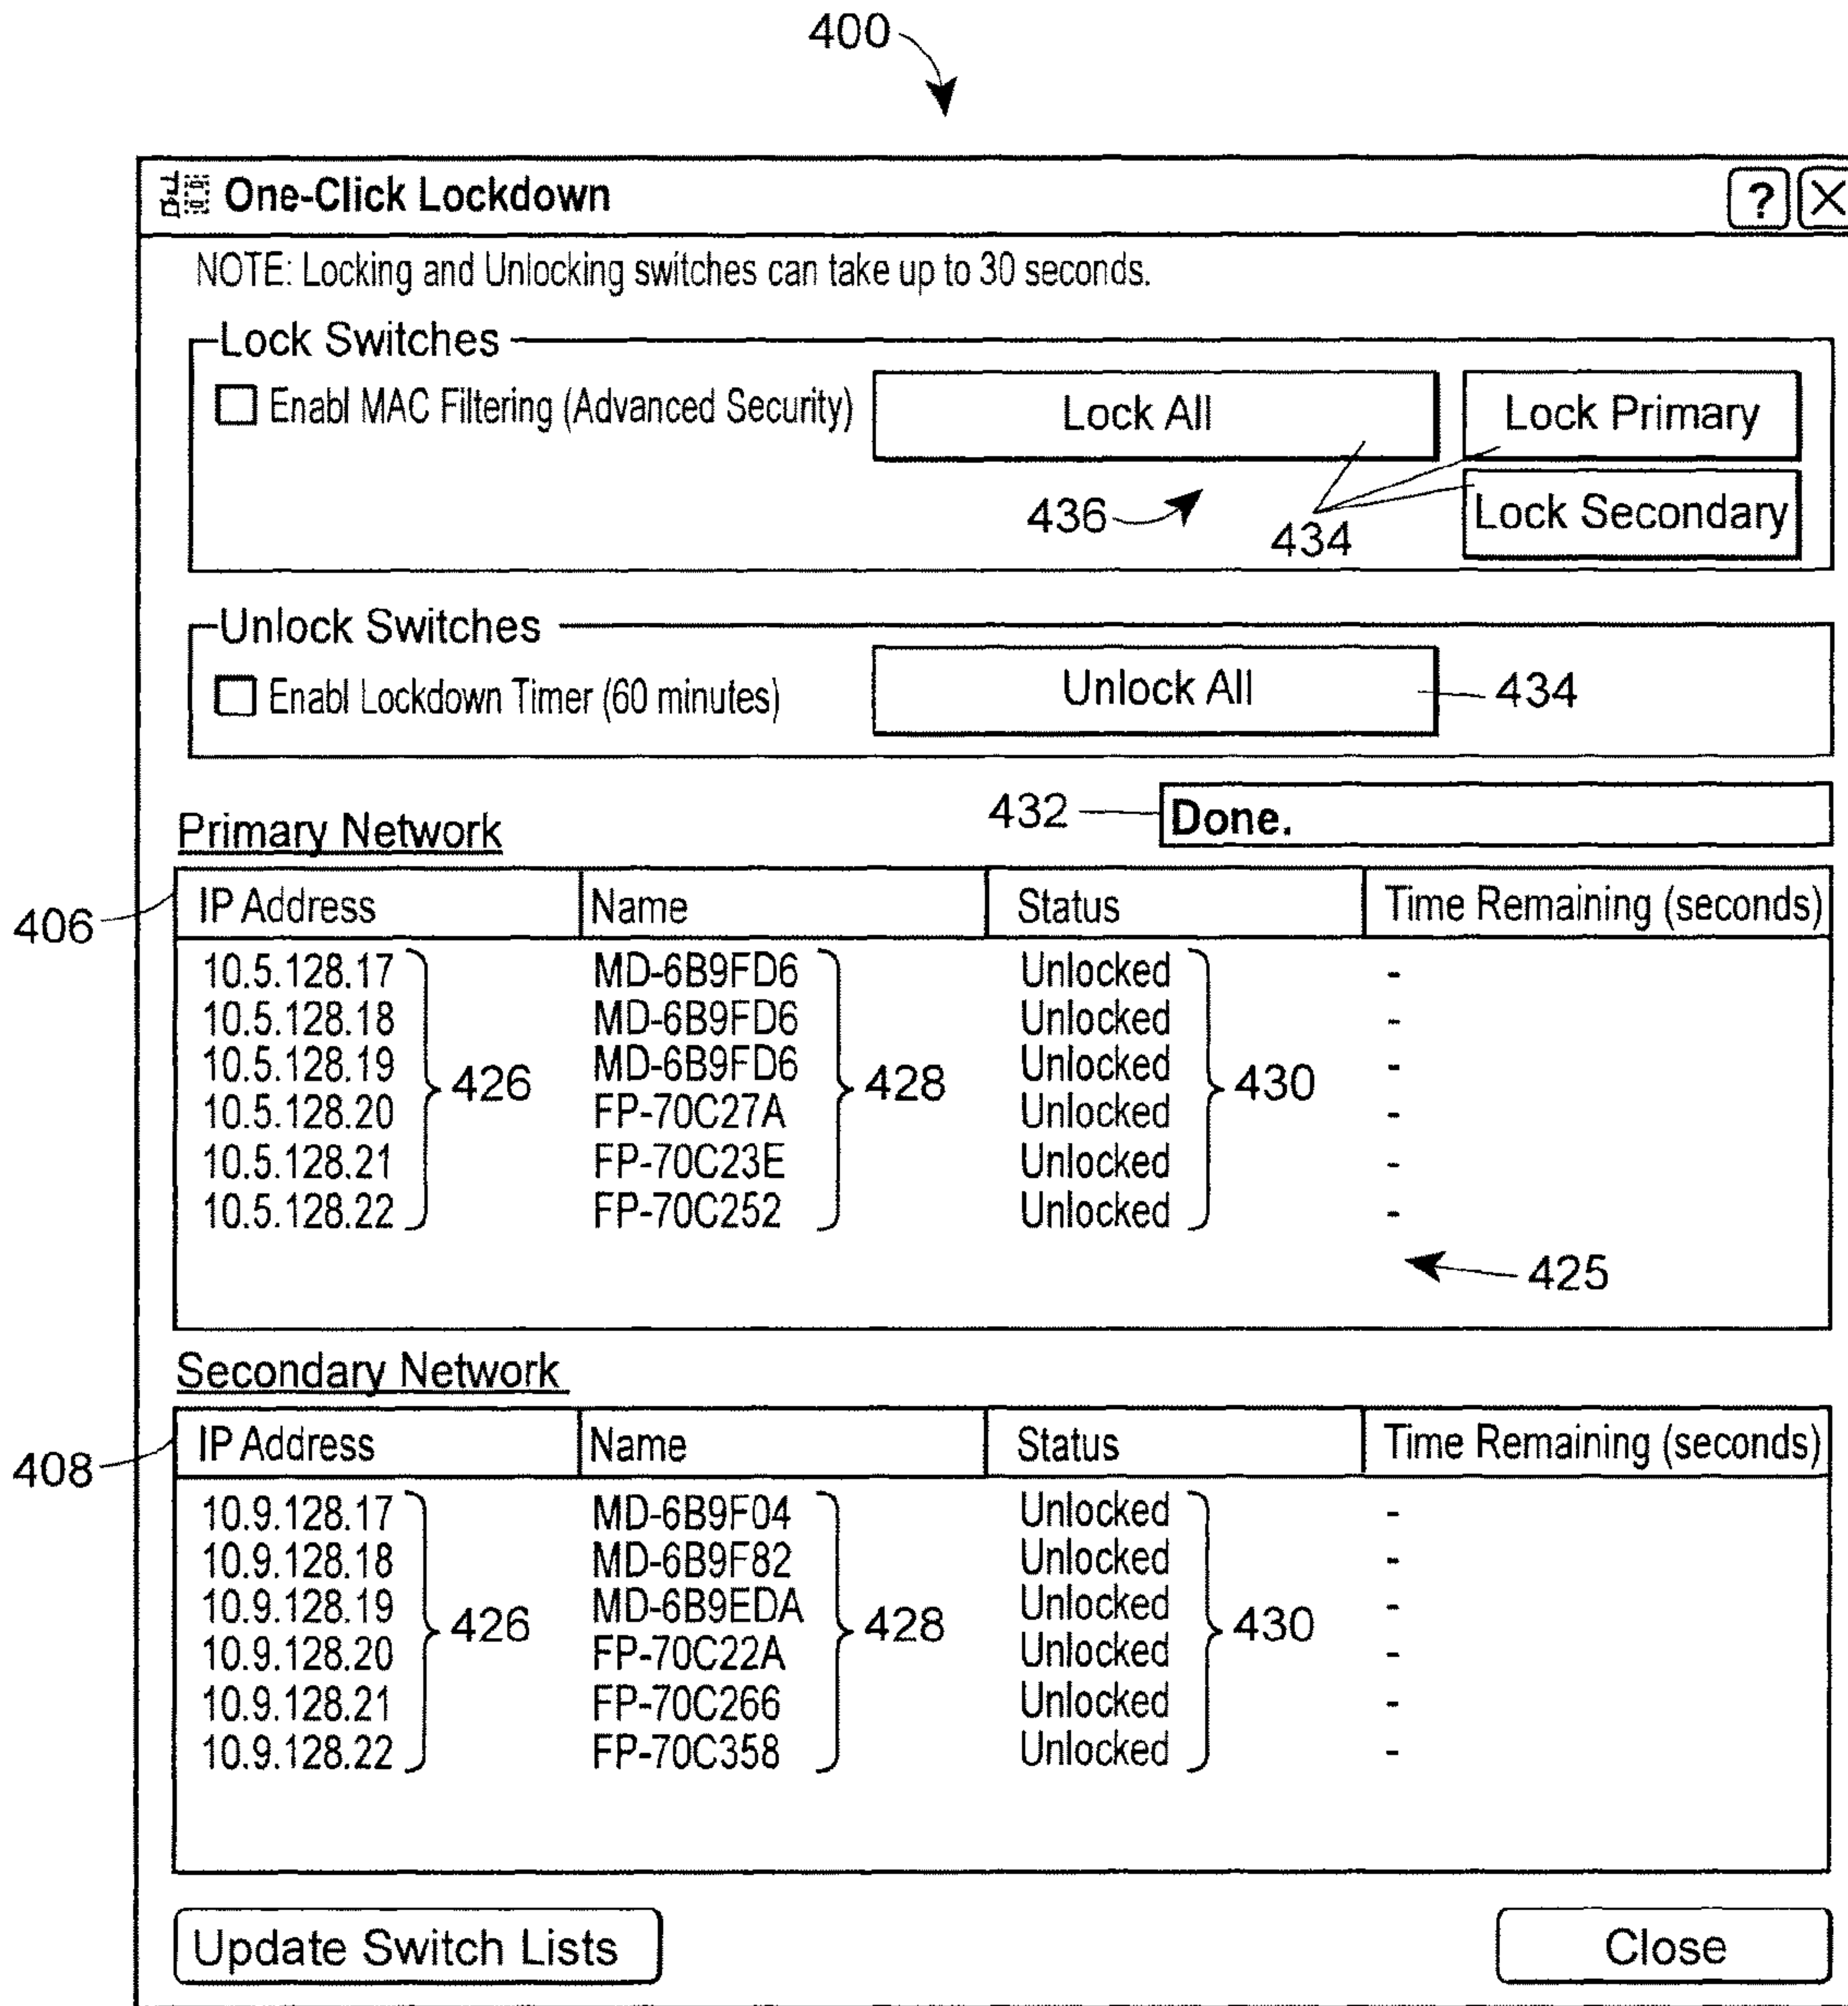 400
One-Click Lockdown ? X
NOTE: Locking and Unlocking switches can take up to 30 seconds.
Lock Switches
Enabl MAC Filtering (Advanced Security) Lock All Lock Primary
436 434 Lock Secondary
Unlock Switches
Enabl Lockdown Timer (60 minutes) Unlock All 434
432 Done.
Primary Network
406 IP Address Name Status Time Remaining (seconds)
10.5.128.17 MD-6B9FD6 Unlocked -
10.5.128.18 MD-6B9FD6 Unlocked -
10.5.128.19 426 MD-6B9FD6 428 Unlocked 430 -
10.5.128.20 FP-70C27A Unlocked -
10.5.128.21 FP-70C23E Unlocked -
10.5.128.22 FP-70C252 Unlocked -
425
Secondary Network
408 IP Address Name Status Time Remaining (seconds)
10.9.128.17 MD-6B9F04 Unlocked -
10.9.128.18 MD-6B9F82 Unlocked -
10.9.128.19 426 MD-6B9EDA 428 Unlocked 430 -
10.9.128.20 FP-70C22A Unlocked -
10.9.128.21 FP-70C266 Unlocked -
10.9.128.22 FP-70C358 Unlocked -
Update Switch Lists Close